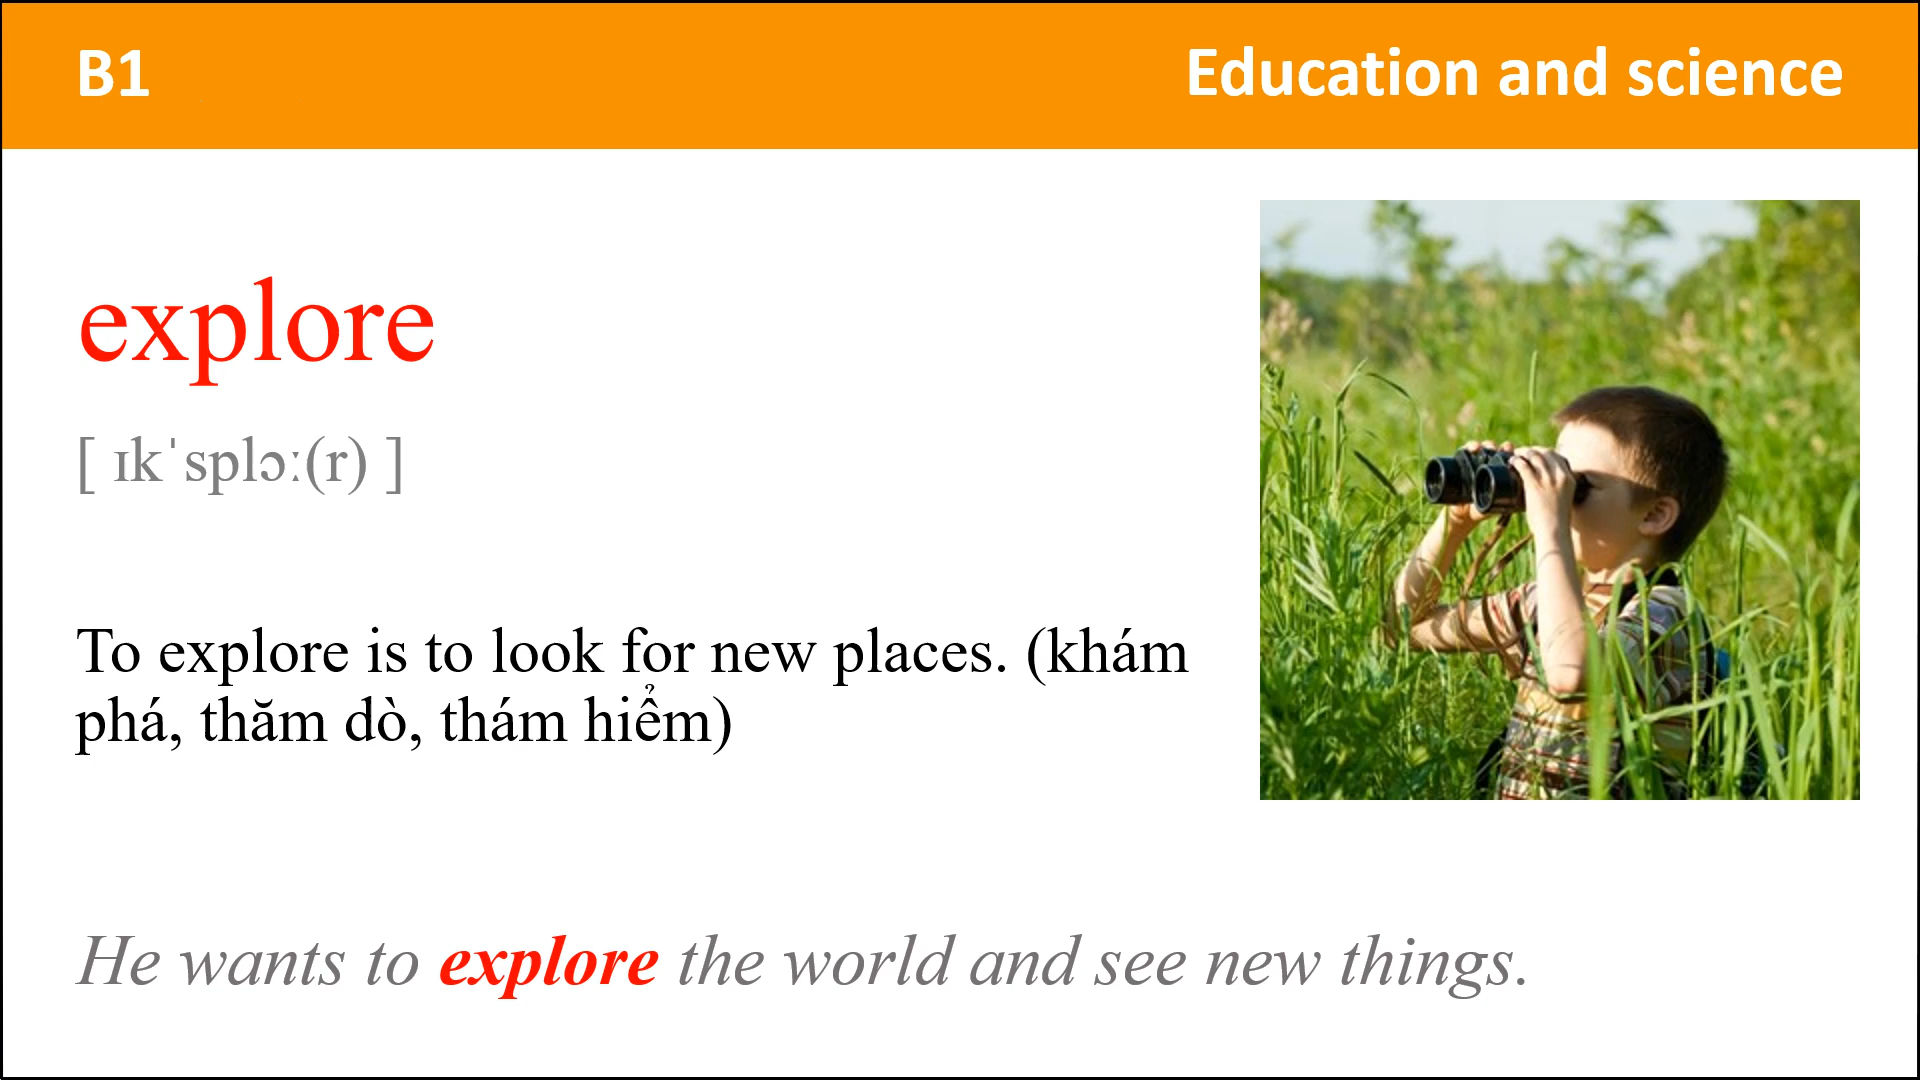 B1
Education and science
explore
[ ɪkˈsplɔː(r) ]
To explore is to look for new places. (khám
phá, thăm dò, thám hiểm)
He wants to explore the world and see new things.